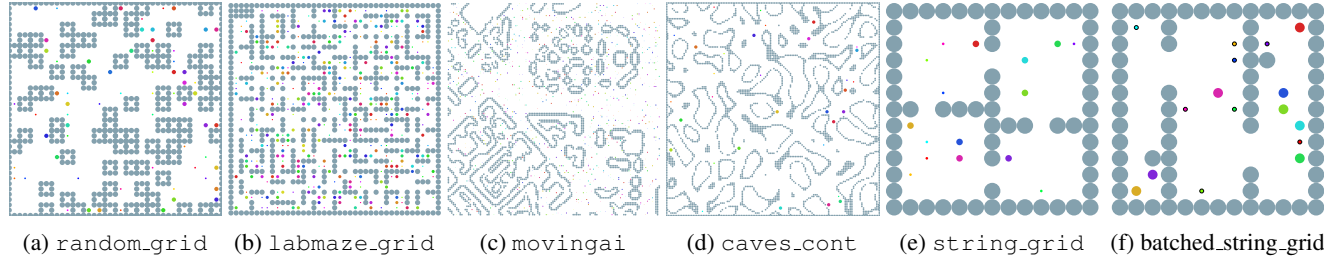 (a) random_grid (b) labmaze_grid (c) movingai (d) caves_cont (e) string_grid (f) batched_string_grid